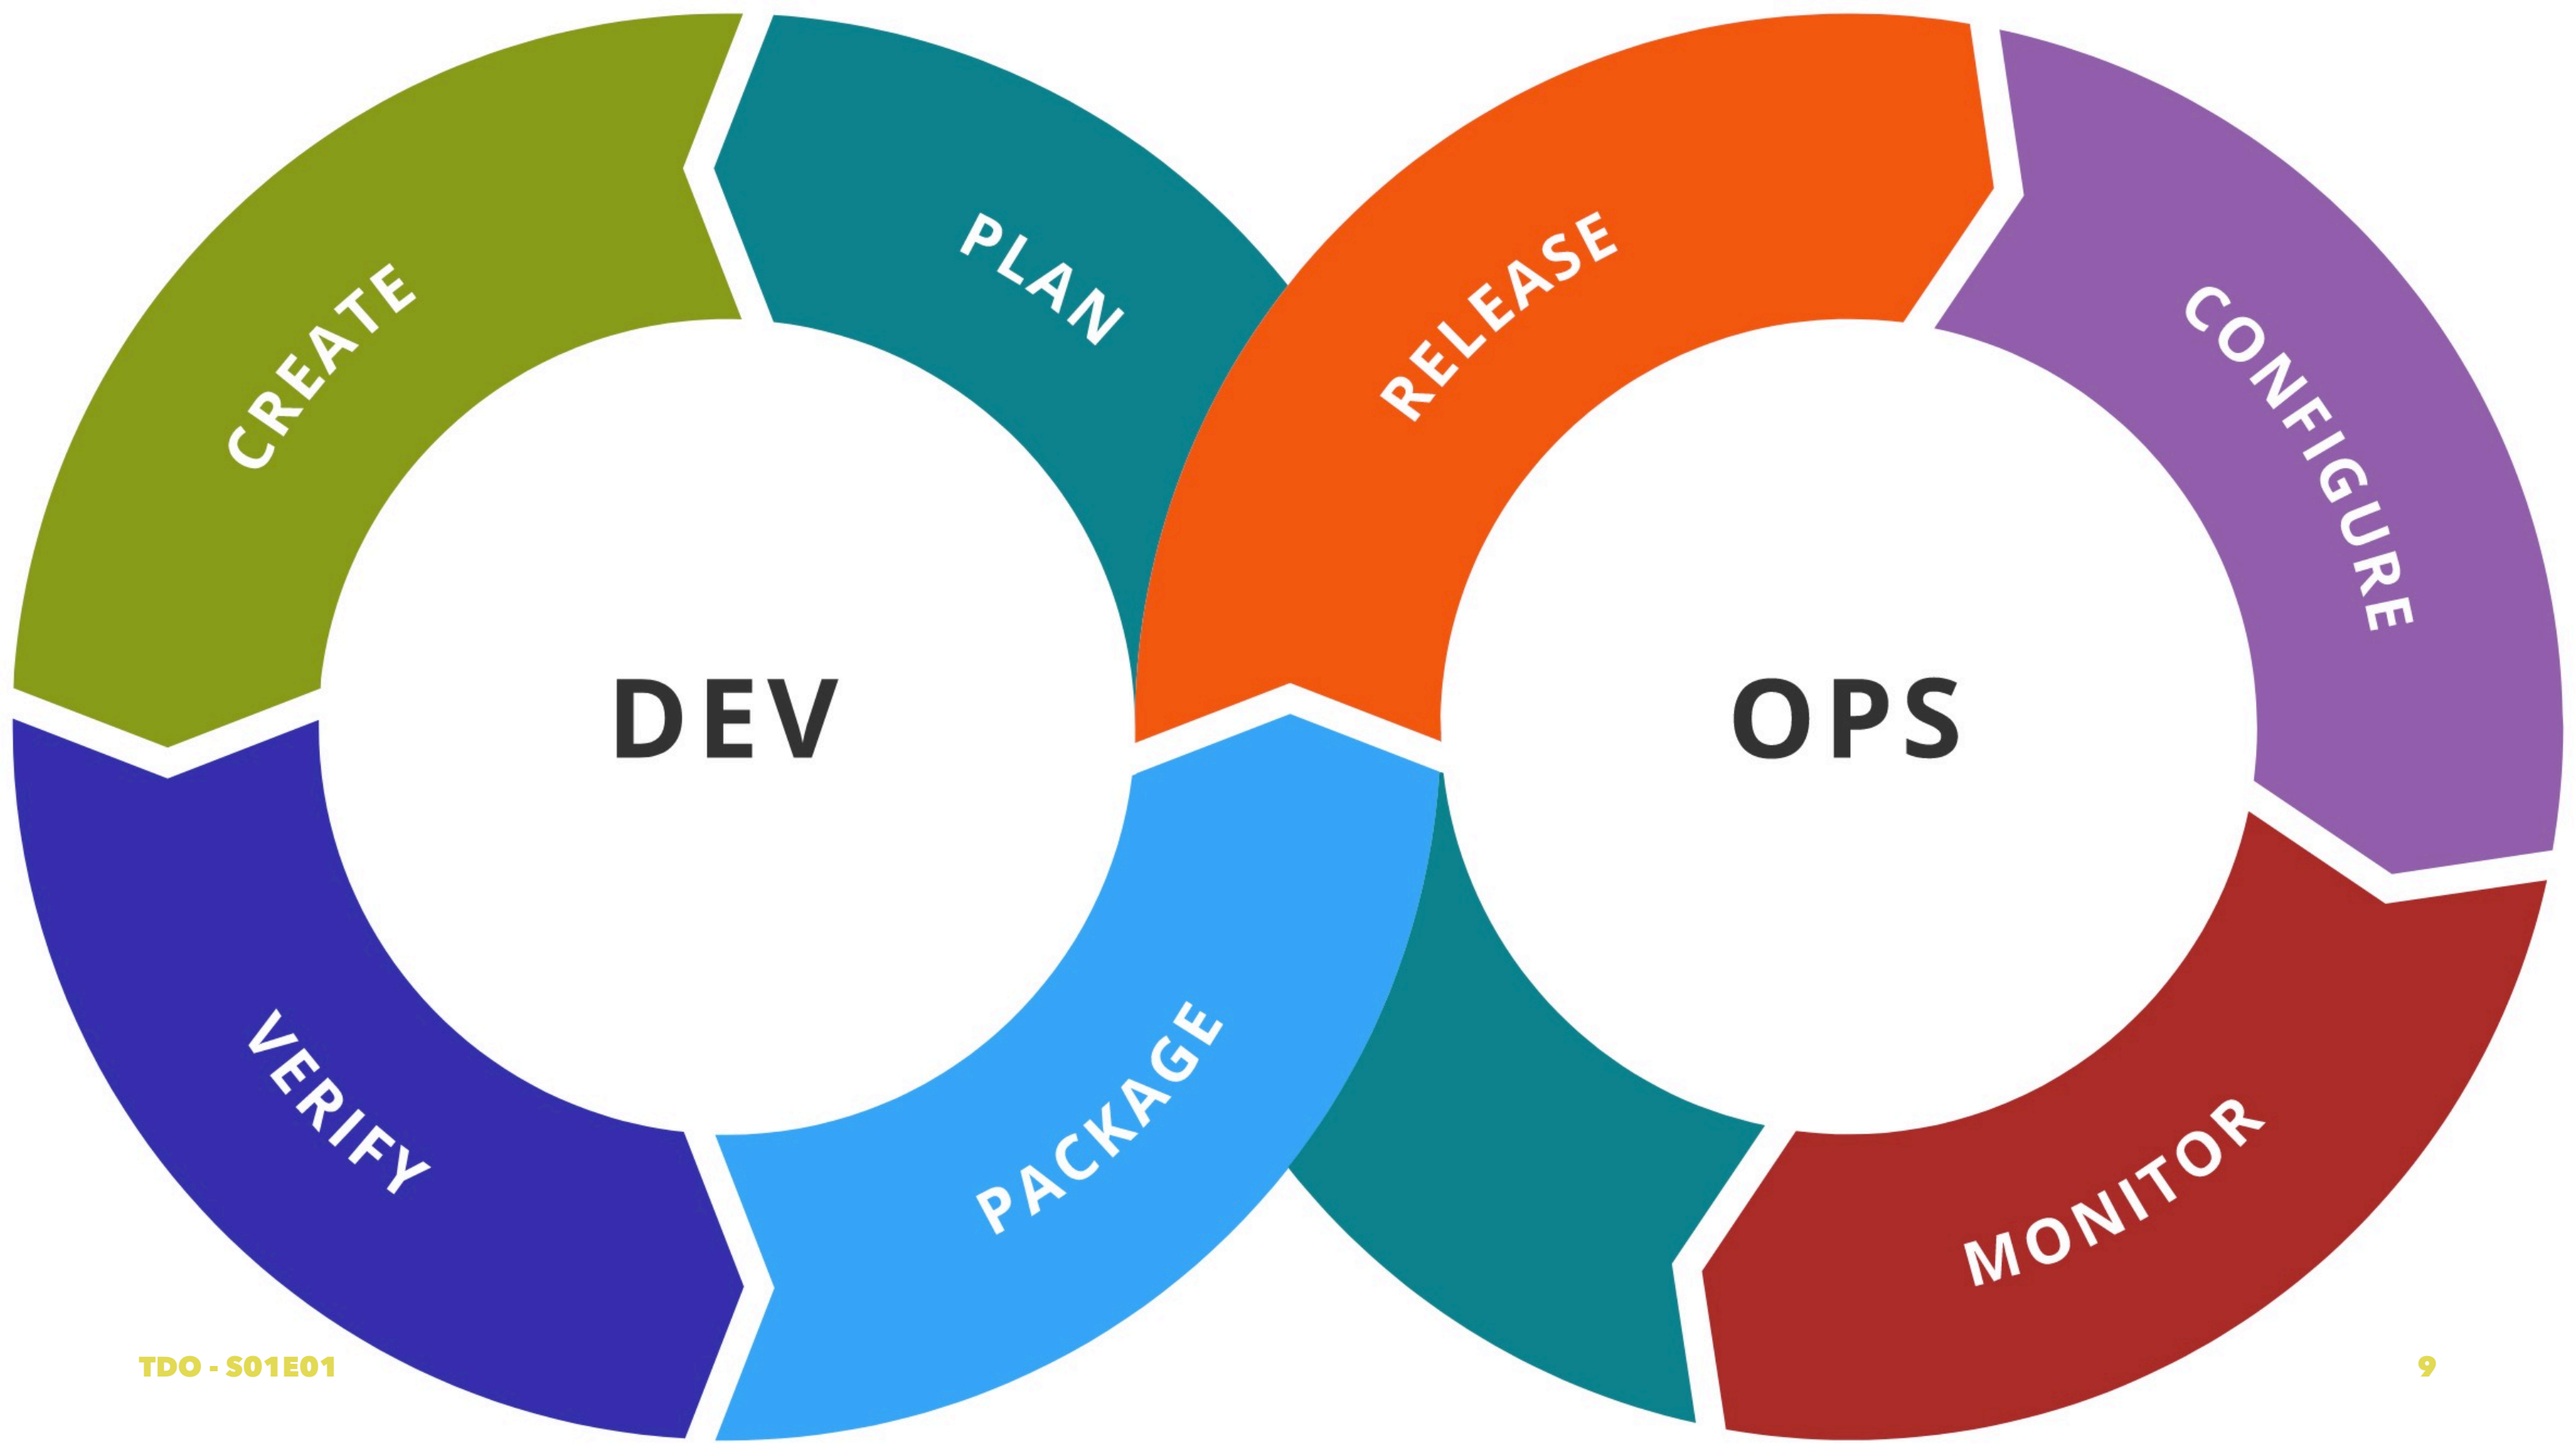 PLAN
CREATE
VERIFY
PACKAGE
RELEASE
CONFIGURE
MONITOR
DEV
OPS
TDO - S01E01
9